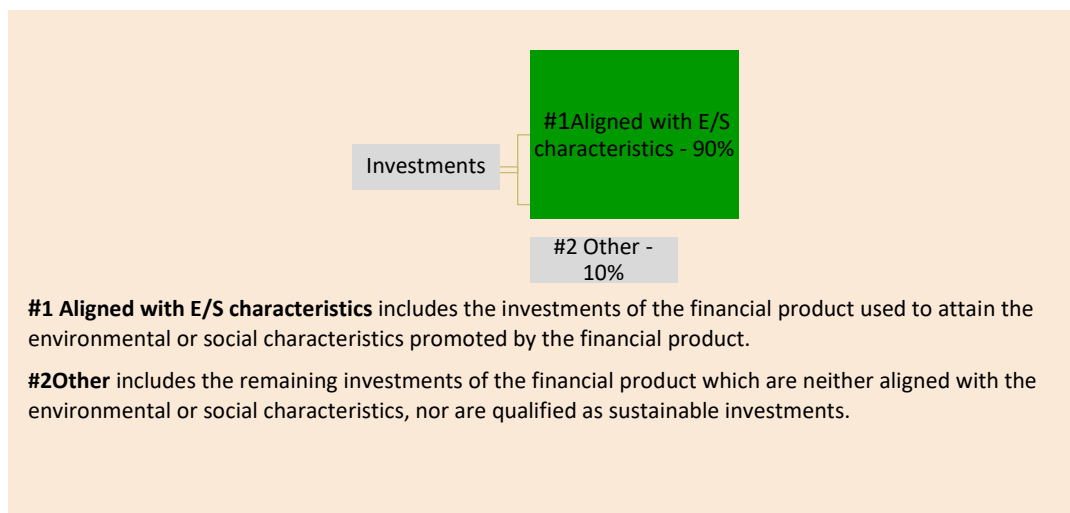 #1Aligned with E/S
characteristics - 90%
Investments
#2 Other -
10%
#1 Aligned with E/S characteristics includes the investments of the financial product used to attain the
environmental or social characteristics promoted by the financial product.
#2Other includes the remaining investments of the financial product which are neither aligned with the
environmental or social characteristics, nor are qualified as sustainable investments.